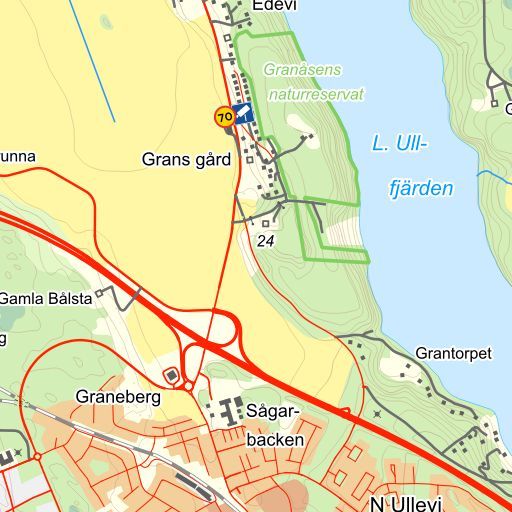 Edevi
Granåsens
naturreservat
70
L. Ull-
fjärden
unna
Grans gård
24
Gamla Bålsta
g
Grantorpet
Graneberg
Sågar-
backen
N Ullevi